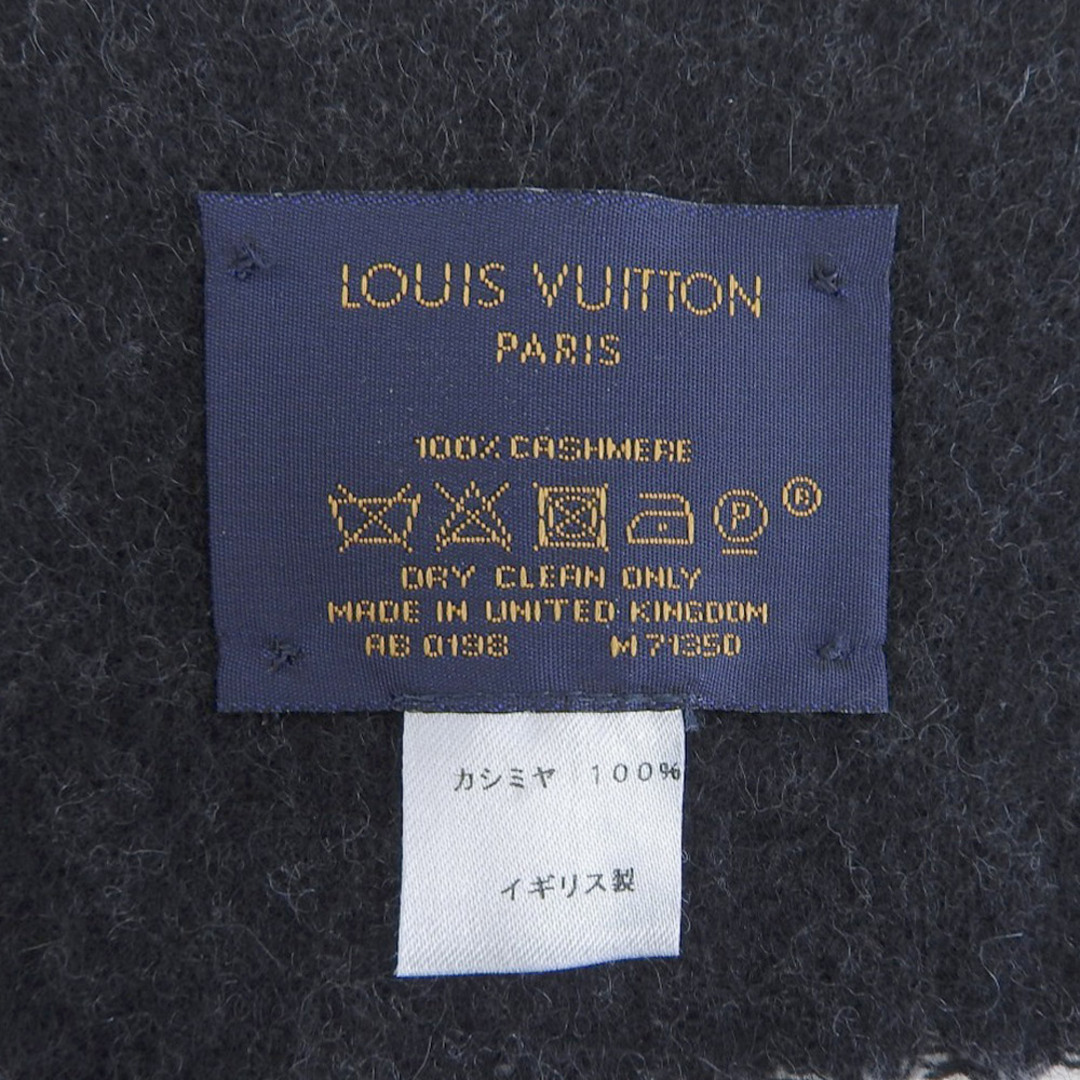 LOUIS VUITTON
PARIS
100% CASHMERE
P ®
DRY CLEAN ONLY
MADE IN UNITED KINGDOM
AB 0198 M7135D
カシミヤ 100%
イギリス製